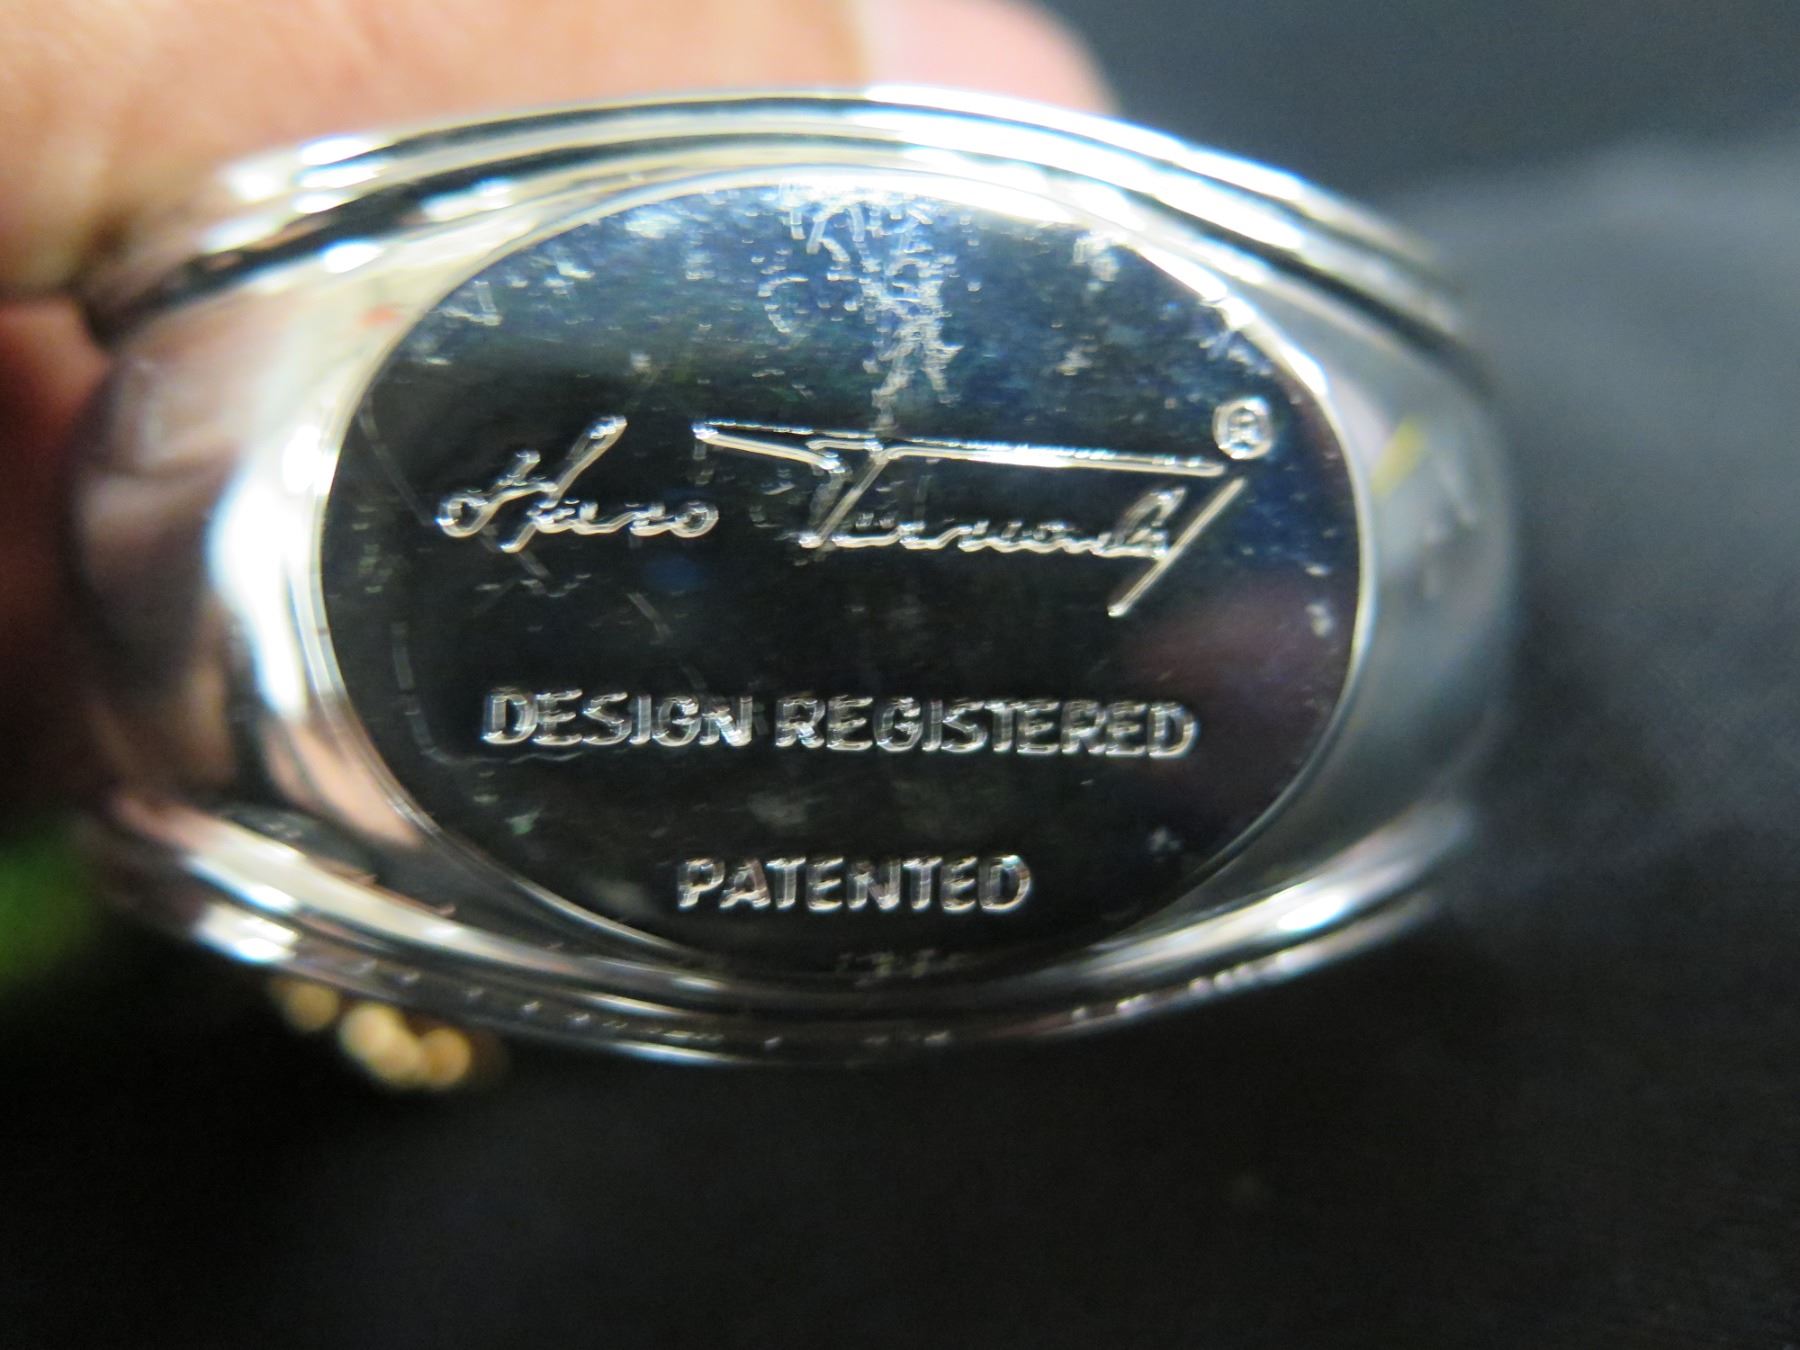 ®
DESIGN REGISTERED
PATENTED